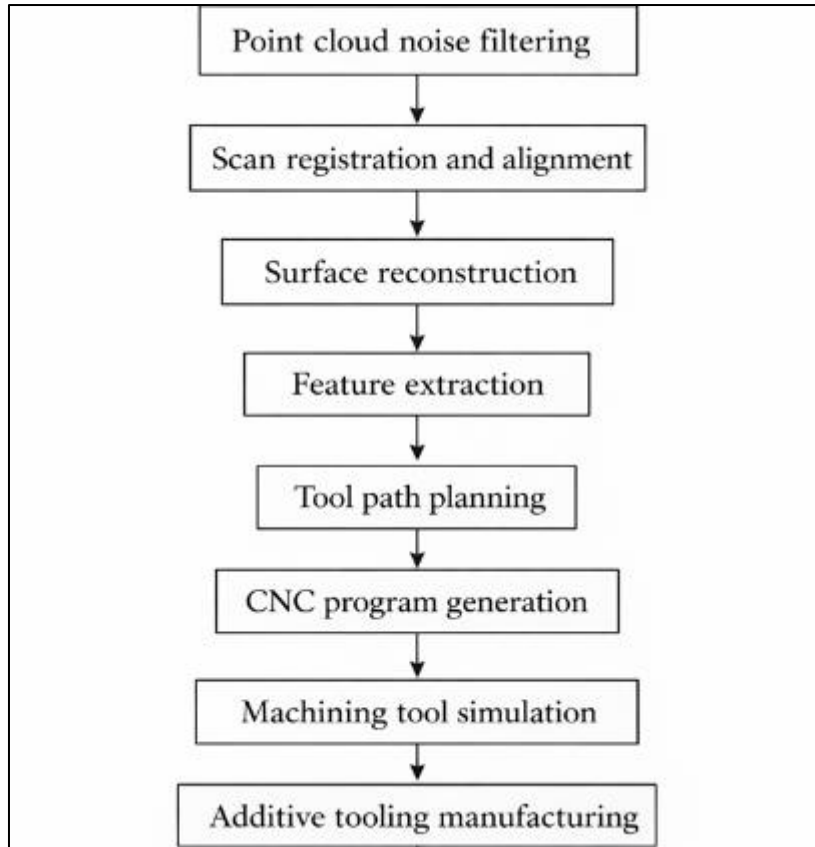 Point cloud noise filtering
Scan registration and alignment
Surface reconstruction
Feature extraction
Tool path planning
CNC program generation
Machining tool simulation
Additive tooling manufacturing